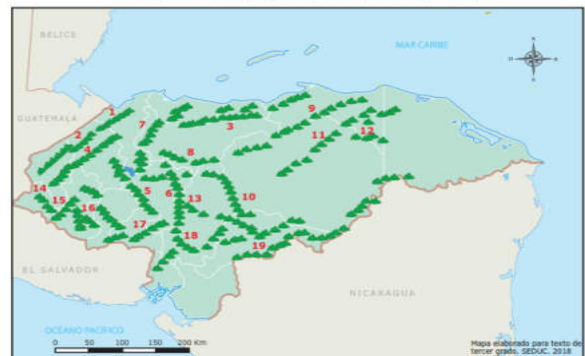 BELICE
MAR CARIBE
GUATEMALA
1
9
7
2
3
11
12
4
8
14
5
6
13
10
15
16
17
18
19
EL SALVADOR
NICARAGUA
OCÉANO PACÍFICO
0 50 100 150 200 Km
Mapa elaborado para texto de
tercer grado. SEDUC. 2018